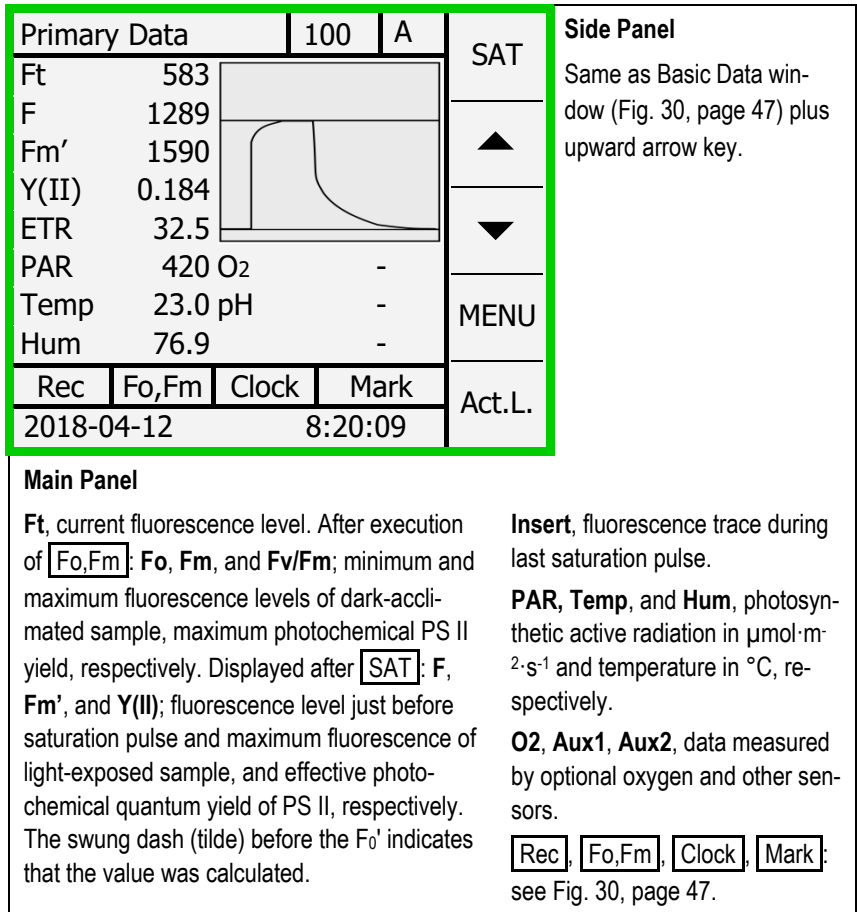 Primary Data 100 A
Ft 583
F 1289
Fm′ 1590
Y(II) 0.184
ETR 32.5
PAR 420 O2 -
Temp 23.0 pH -
Hum 76.9 -
Rec Fo,Fm Clock Mark
2018-04-12 8:20:09
SAT
▲
▼
MENU
Act.L.
Side Panel
Same as Basic Data win-
dow (Fig. 30, page 47) plus
upward arrow key.
Main Panel
Ft, current fluorescence level. After execution
of Fo,Fm: Fo, Fm, and Fv/Fm; minimum and
maximum fluorescence levels of dark-accli-
mated sample, maximum photochemical PS II
yield, respectively. Displayed after SAT: F,
Fm’, and Y(II); fluorescence level just before
saturation pulse and maximum fluorescence of
light-exposed sample, and effective photo-
chemical quantum yield of PS II, respectively.
The swung dash (tilde) before the F0' indicates
that the value was calculated.
Insert, fluorescence trace during
last saturation pulse.
PAR, Temp, and Hum, photosyn-
thetic active radiation in µmol·m-
2·s-1 and temperature in °C, re-
spectively.
O2, Aux1, Aux2, data measured
by optional oxygen and other sen-
sors.
Rec, Fo,Fm, Clock, Mark:
see Fig. 30, page 47.